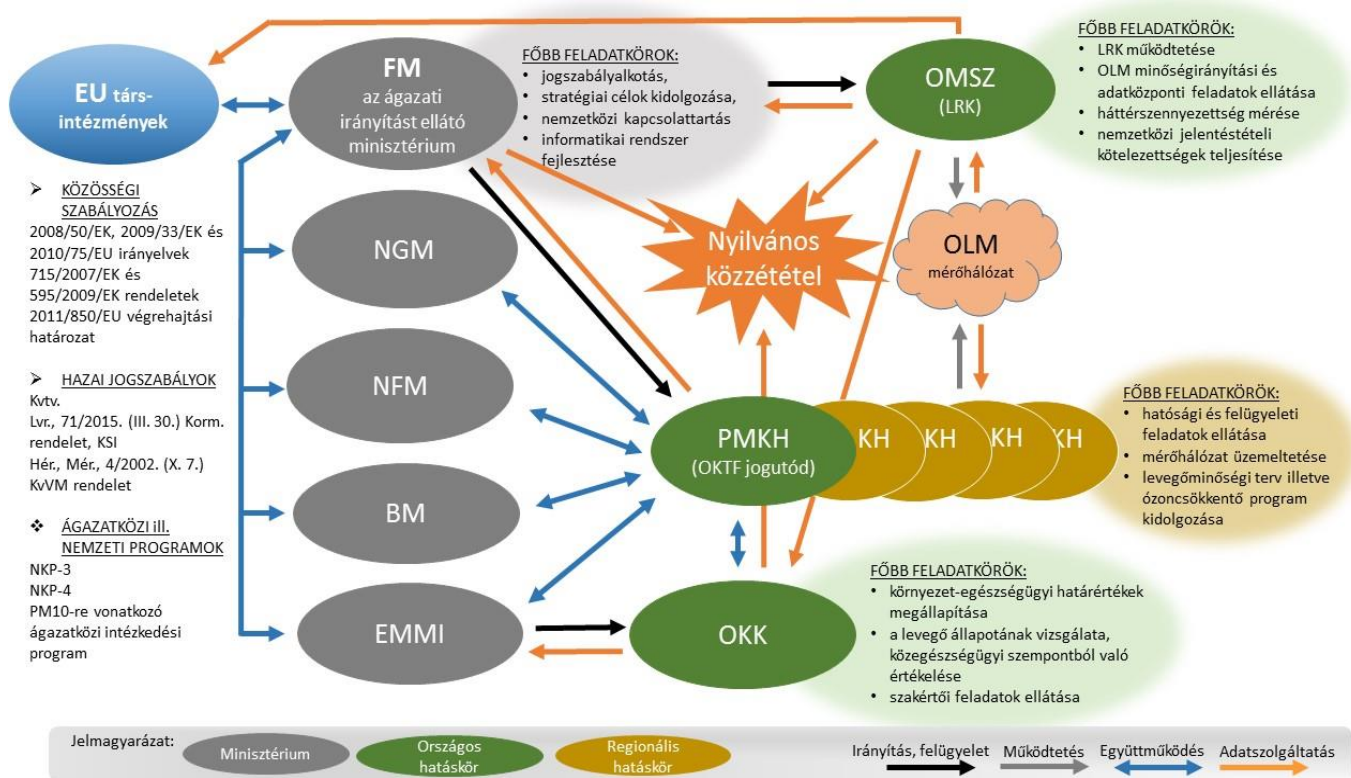 EU társ-
intézmények
FM
az ágazati
irányítást ellátó
minisztérium
FŐBB FELADATKÖROK:
• jogszabályalkotás,
• stratégiai célok kidolgozása,
• nemzetközi kapcsolattartás
• informatikai rendszer
fejlesztése
OMSZ
(LRK)
FŐBB FELADATKÖRÖK:
• LRK működtetése
• OLM minőségirányítási és
adatközponti feladatok ellátása
• háttérszennyezettség mérése
• nemzetközi jelentéstételi
kötelezettségek teljesítése
➢ KÖZÖSSÉGI
SZABÁLYOZÁS
2008/50/EK, 2009/33/EK és
2010/75/EU irányelvek
715/2007/EK és
595/2009/EK rendeletek
2011/850/EU végrehajtási
határozat
➢ HAZAI JOGSZABÁLYOK
Kvtv.
Lvr., 71/2015. (III. 30.) Korm.
rendelet, KSI
Hér., Mér., 4/2002. (X. 7.)
KvVM rendelet
❖ ÁGAZATKÖZI ill.
NEMZETI PROGRAMOK
NKP-3
NKP-4
PM10-re vonatkozó
ágazatközi intézkedési
program
NGM
NFM
BM
EMMI
Nyilvános
közzététel
OLM
mérőhálózat
PMKH
(OKTF jogutód)
KH
KH
KH
KH
FŐBB FELADATKÖRÖK:
• hatósági és felügyeleti
feladatok ellátása
• mérőhálózat üzemeltetése
• levegőminőségi terv illetve
ózoncsökkentő program
kidolgozása
OKK
FŐBB FELADATKÖRÖK:
• környezet-egészségügyi határértékek
megállapítása
• a levegő állapotának vizsgálata,
közegészségügyi szempontból való
értékelése
• szakértői feladatok ellátása
Jelmagyarázat:
Minisztérium
Országos
hatáskör
Regionális
hatáskör
Irányítás, felügyelet
Működtetés
Együttműködés
Adatszolgáltatás